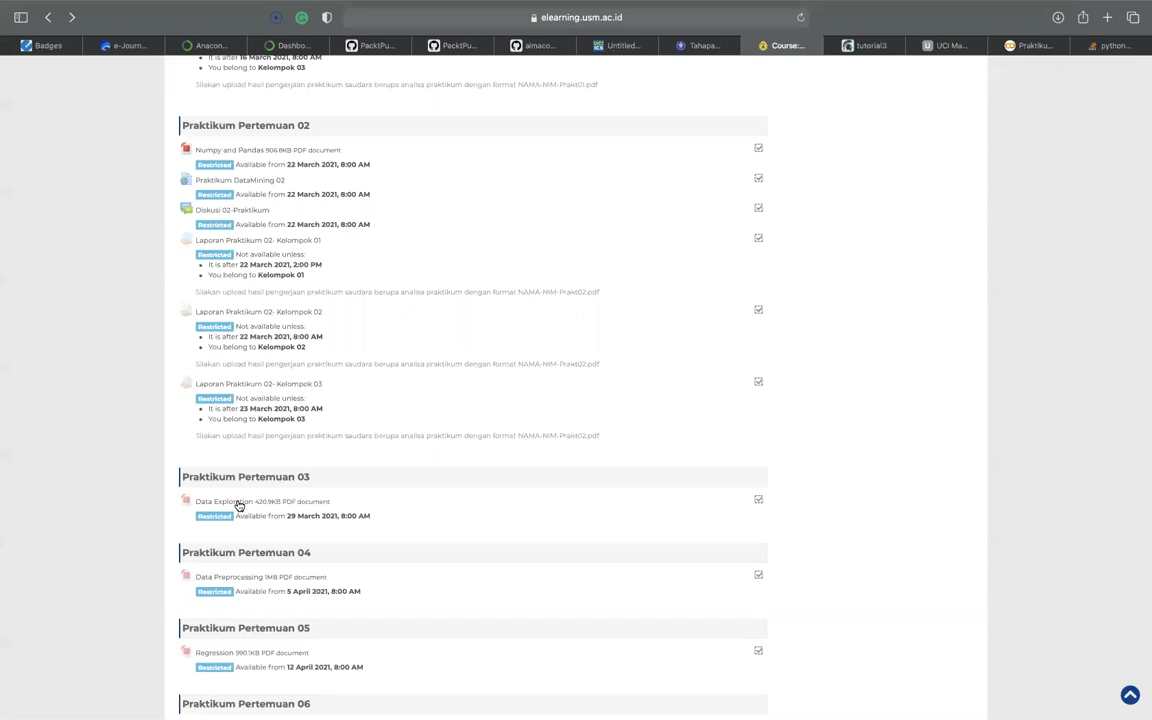 elearning.usm.ac.id
Badges
e-Journ...
Anacon...
Dashbo...
PacktPu...
PacktPu...
aimaco...
Untitled...
Tahapa...
Course:...
tutorial3
UCI Ma...
Praktiku...
python...
It is after 16 March 2021, 8:00 AM
You belong to Kelompok 03
Silakan upload hasil pengerjaan praktikum saudara berupa analisa praktikum dengan format NAMA-NIM-Prakt01.pdf
Praktikum Pertemuan 02
Numpy and Pandas 906.8KB PDF document
Restricted Available from 22 March 2021, 8:00 AM
Praktikum DataMining 02
Restricted Available from 22 March 2021, 8:00 AM
Diskusi 02-Praktikum
Restricted Available from 22 March 2021, 8:00 AM
Laporan Praktikum 02- Kelompok 01
Restricted Not available unless:
It is after 22 March 2021, 2:00 PM
You belong to Kelompok 01
Silakan upload hasil pengerjaan praktikum saudara berupa analisa praktikum dengan format NAMA-NIM-Prakt02.pdf
Laporan Praktikum 02- Kelompok 02
Restricted Not available unless:
It is after 22 March 2021, 8:00 AM
You belong to Kelompok 02
Silakan upload hasil pengerjaan praktikum saudara berupa analisa praktikum dengan format NAMA-NIM-Prakt02.pdf
Laporan Praktikum 02- Kelompok 03
Restricted Not available unless:
It is after 23 March 2021, 8:00 AM
You belong to Kelompok 03
Silakan upload hasil pengerjaan praktikum saudara berupa analisa praktikum dengan format NAMA-NIM-Prakt02.pdf
Praktikum Pertemuan 03
Data Exploration 420.9KB PDF document
Restricted Available from 29 March 2021, 8:00 AM
Praktikum Pertemuan 04
Data Preprocessing 1MB PDF document
Restricted Available from 5 April 2021, 8:00 AM
Praktikum Pertemuan 05
Regression 990.1KB PDF document
Restricted Available from 12 April 2021, 8:00 AM
Praktikum Pertemuan 06